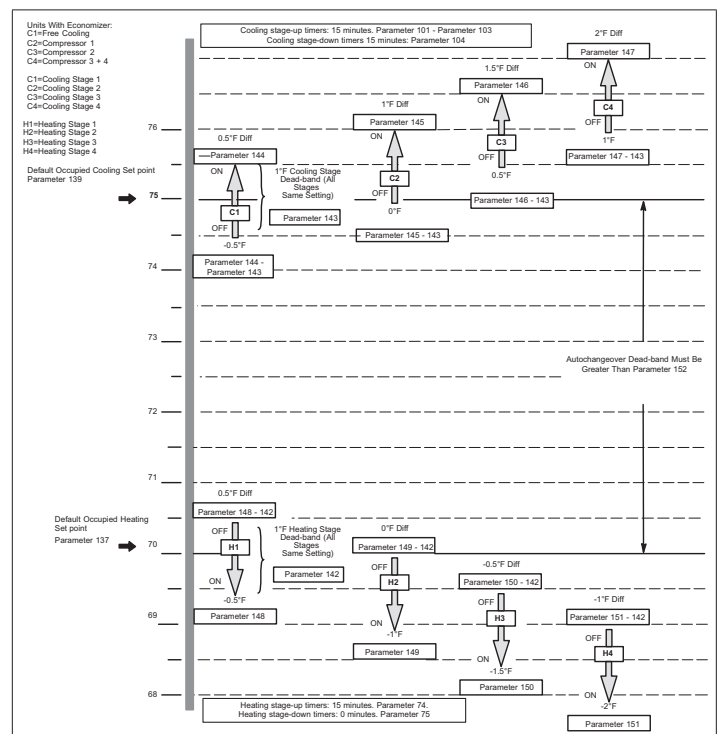 Units With Economizer:
C1=Free Cooling
C2=Compressor 1
C3=Compressor 2
C4=Compressor 3 + 4
C1=Cooling Stage 1
C2=Cooling Stage 2
C3=Cooling Stage 3
C4=Cooling Stage 4
H1=Heating Stage 1
H2=Heating Stage 2
H3=Heating Stage 3
H4=Heating Stage 4
Default Occupied Cooling Set point
Parameter 139
Cooling stage-up timers: 15 minutes. Parameter 101 - Parameter 103
Cooling stage-down timers 15 minutes: Parameter 104
2°F Diff
Parameter 147
ON
C4
OFF
1°F
Parameter 147 - 143
1.5°F Diff
Parameter 146
ON
C3
OFF
0.5°F
Parameter 146 - 143
1°F Diff
Parameter 145
ON
C2
OFF
0°F
Parameter 145 - 143
0.5°F Diff
Parameter 144
ON
C1
OFF
-0.5°F
Parameter 144 -
Parameter 143
1°F Cooling Stage
Dead-band (All
Stages
Same Setting)
Parameter 143
76
75
74
73
72
71
70
69
68
Autochangeover Dead-band Must Be
Greater Than Parameter 152
Default Occupied Heating
Set point
Parameter 137
0.5°F Diff
Parameter 148 - 142
OFF
H1
ON
-0.5°F
Parameter 148
1°F Heating Stage
Dead-band (All
Stages
Same Setting)
Parameter 142
0°F Diff
Parameter 149 - 142
OFF
H2
ON
-1°F
Parameter 149
-0.5°F Diff
Parameter 150 - 142
OFF
H3
ON
-1.5°F
Parameter 150
-1°F Diff
Parameter 151 - 142
OFF
H4
ON
-2°F
Parameter 151
Heating stage-up timers: 15 minutes. Parameter 74.
Heating stage-down timers: 0 minutes. Parameter 75